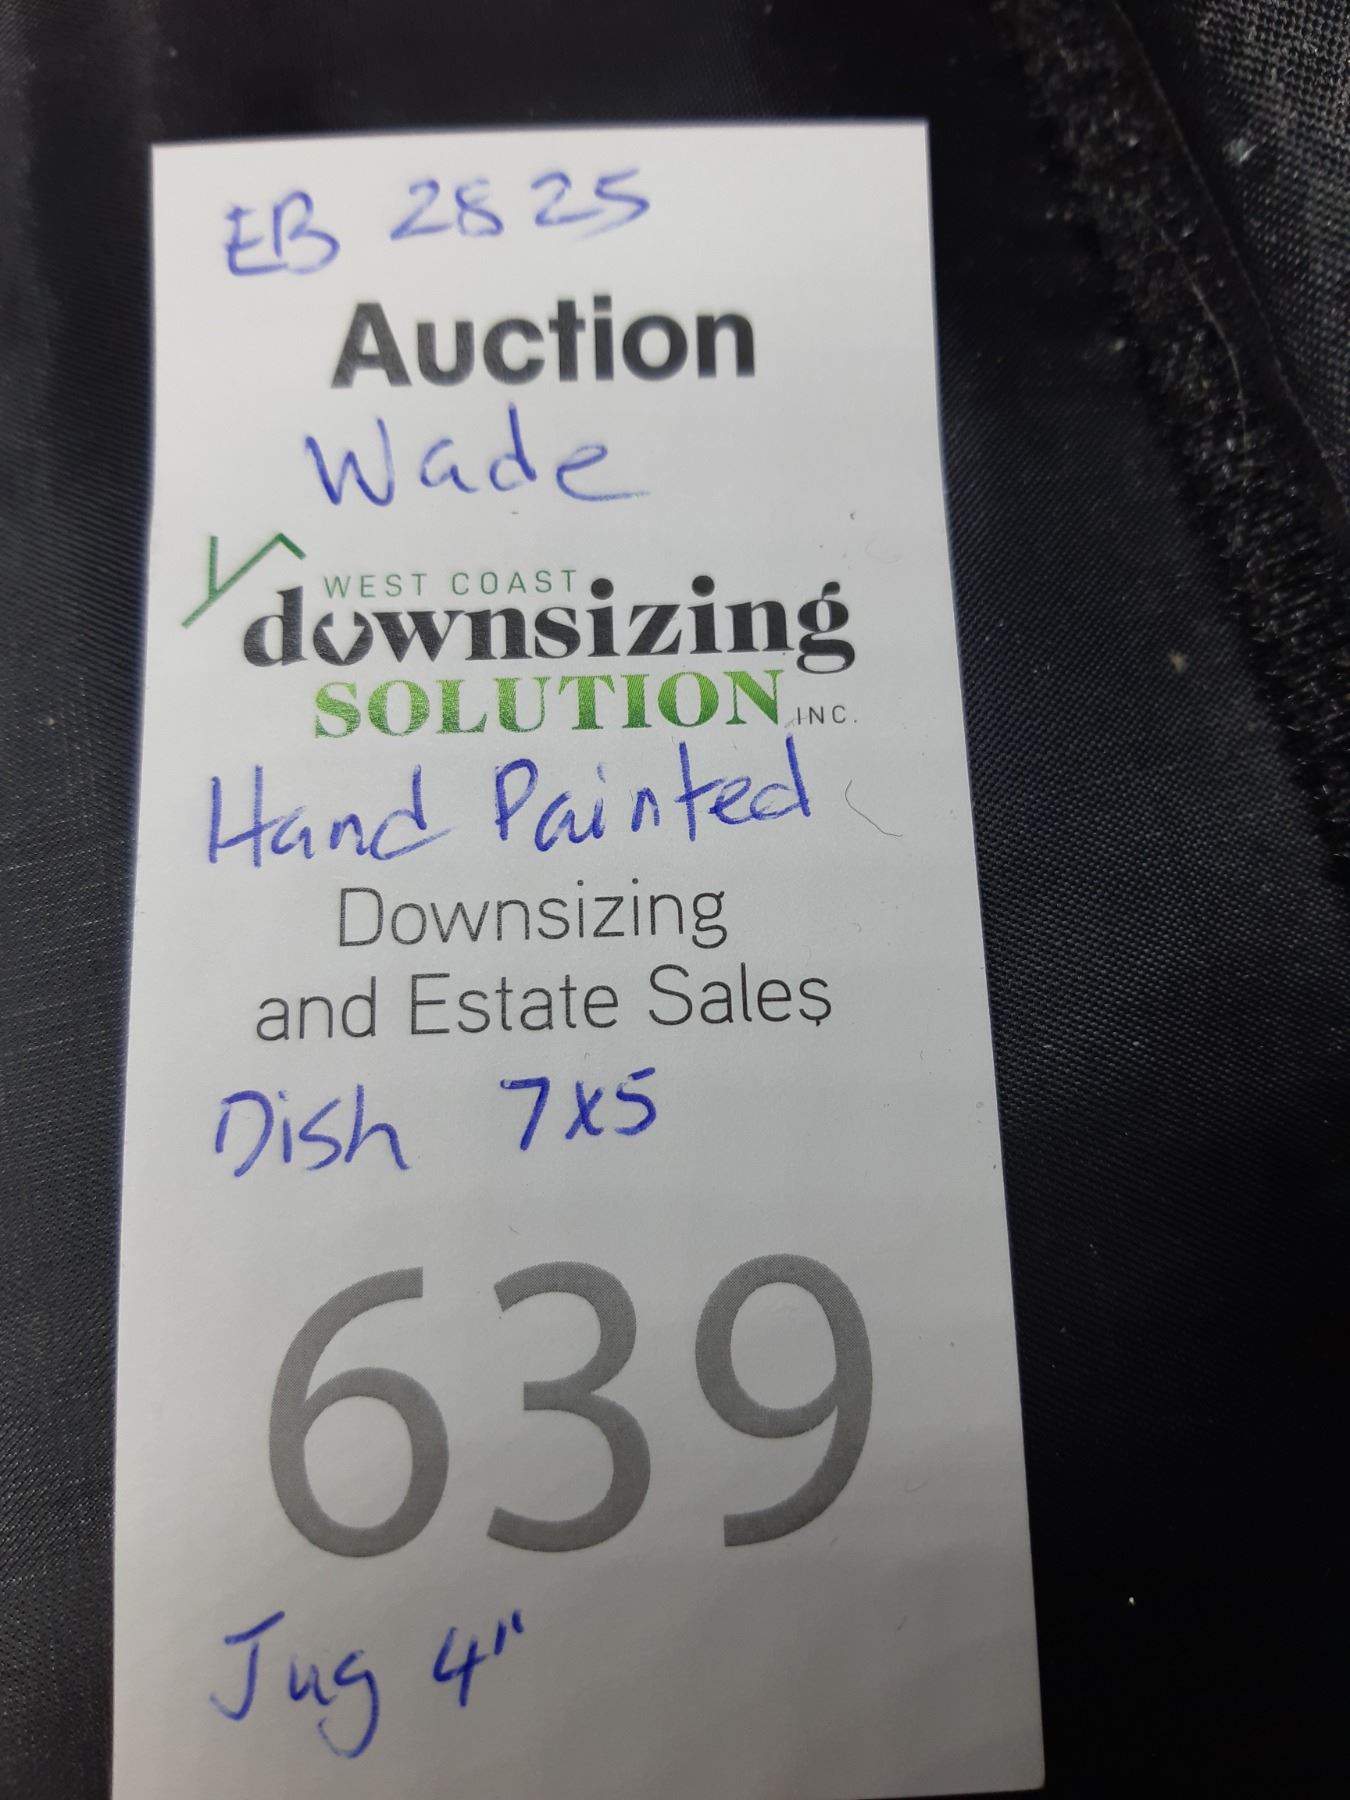 EB 2825
Auction
Wade
WEST COAST
downsizing
SOLUTION INC.
Hand Painted
Downsizing
and Estate Sales
Dish 7x5
639
Jug 4"